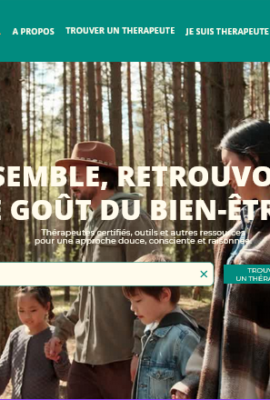 A PROPOS TROUVER UN THERAPEUTE JE SUIS THERAPEUTE
SEMBLE, RETROUVO
E GOÛT DU BIEN-ÊTR
Thérapeutes certifiés, outils et autres ressources
pour une approche douce, consciente et raisonnée
×
TROUV
UN THÉRA